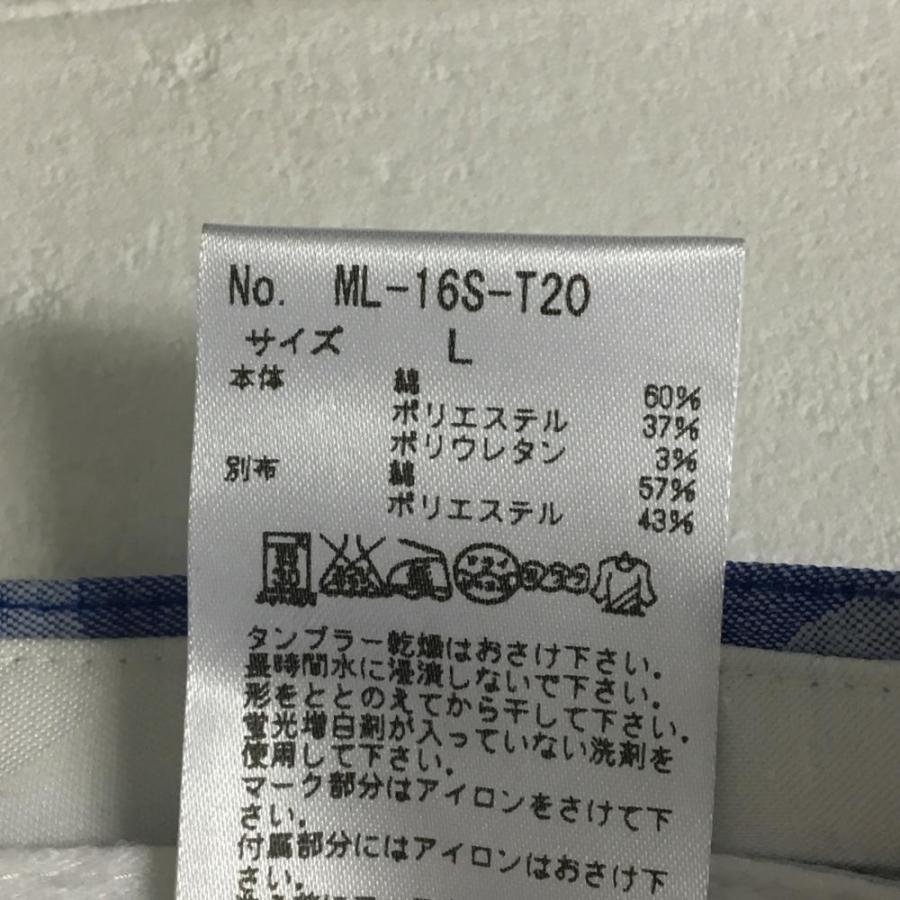 No. ML-16S-T20
サイズ L
本体 綿 60%
ポリエステル 37%
ポリウレタン 3%
別布 綿 57%
ポリエステル 43%
タンブラー乾燥はおさけ下さい.
長時間水に浸漬しないで下さい.
形をととのえてから干して下さい.
蛍光増白剤が入っていない洗剤を
使用して下さい.
マーク部分はアイロンをさけて下
さい.
付属部分にはアイロンはおさけ下
さい.